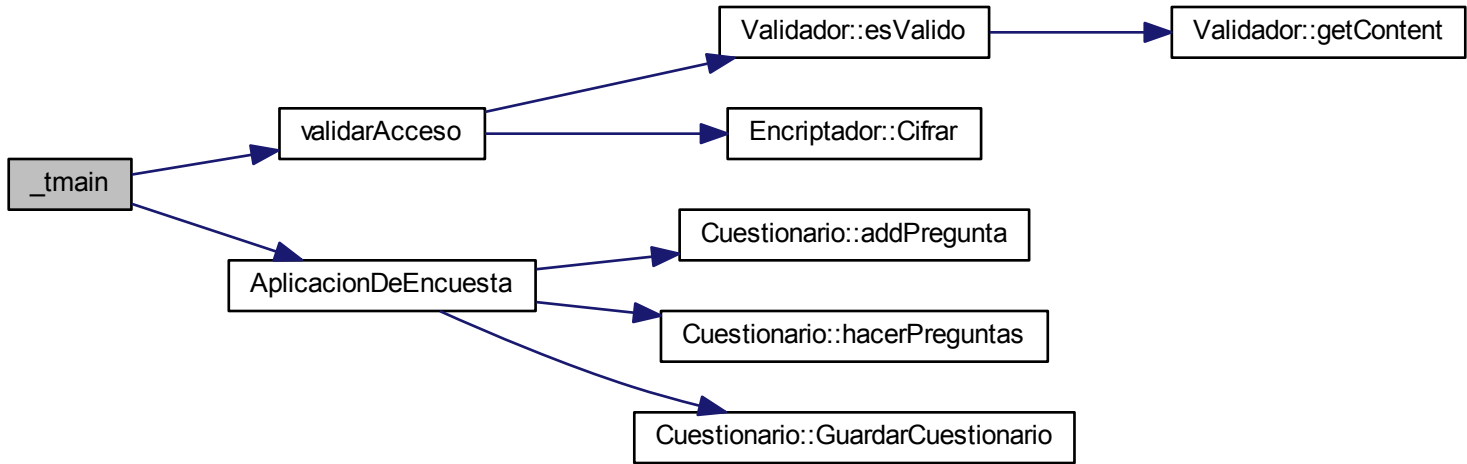 Validador::esValido
Validador::getContent
validarAcceso
Encriptador::Cifrar
_tmain
Cuestionario::addPregunta
AplicacionDeEncuesta
Cuestionario::hacerPreguntas
Cuestionario::GuardarCuestionario